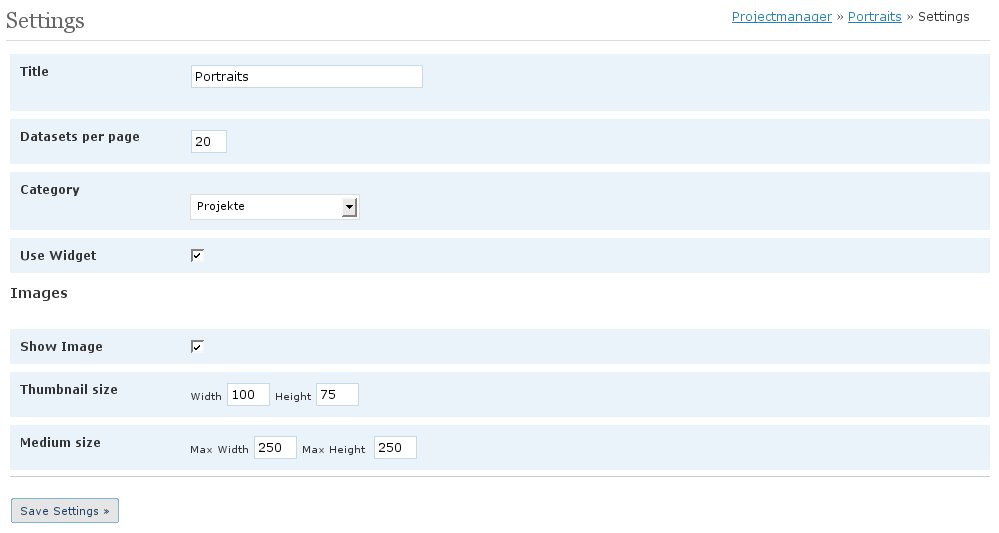 Settings
Projectmanager » Portraits » Settings
Title
Portraits
Datasets per page
20
Category
Projekte
Use Widget
Images
Show Image
Thumbnail size
Width 100 Height 75
Medium size
Max Width 250 Max Height 250
Save Settings »